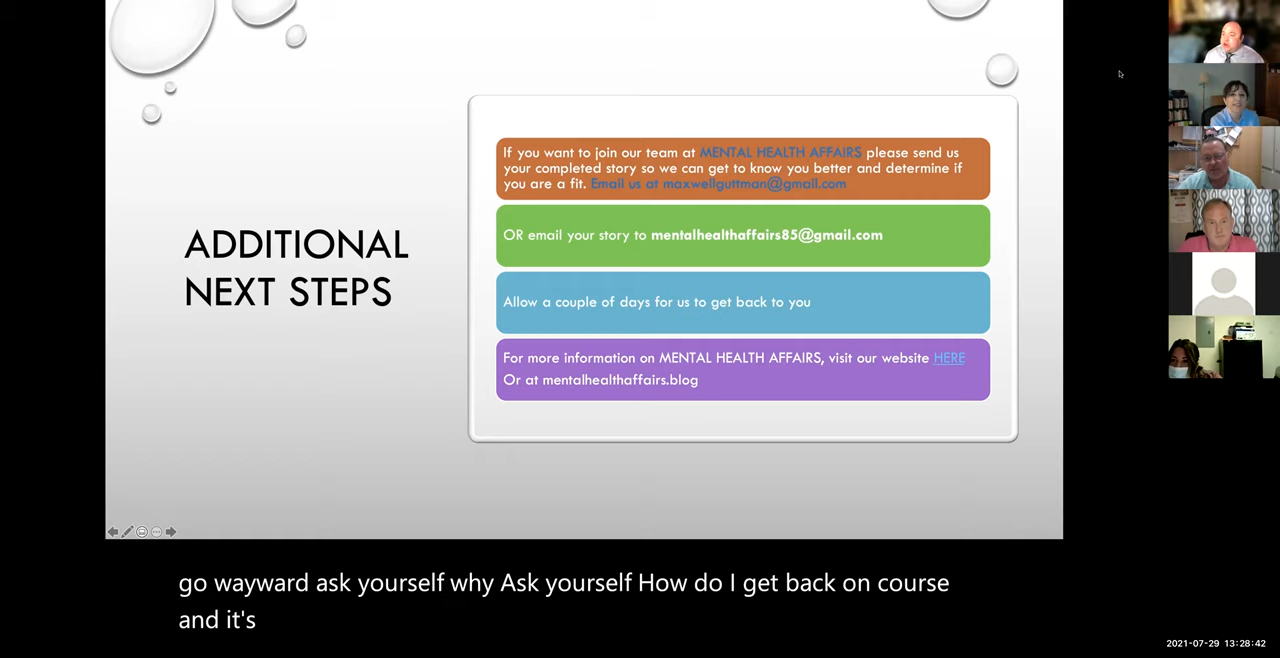 ADDITIONAL
NEXT STEPS
If you want to join our team at MENTAL HEALTH AFFAIRS please send us
your completed story so we can get to know you better and determine if
you are a fit. Email us at maxwellguttman@gmail.com
OR email your story to mentalhealthaffairs85@gmail.com
Allow a couple of days for us to get back to you
For more information on MENTAL HEALTH AFFAIRS, visit our website HERE
Or at mentalhealthaffairs.blog
go wayward ask yourself why Ask yourself How do I get back on course
and it's
2021-07-29 13:28:42